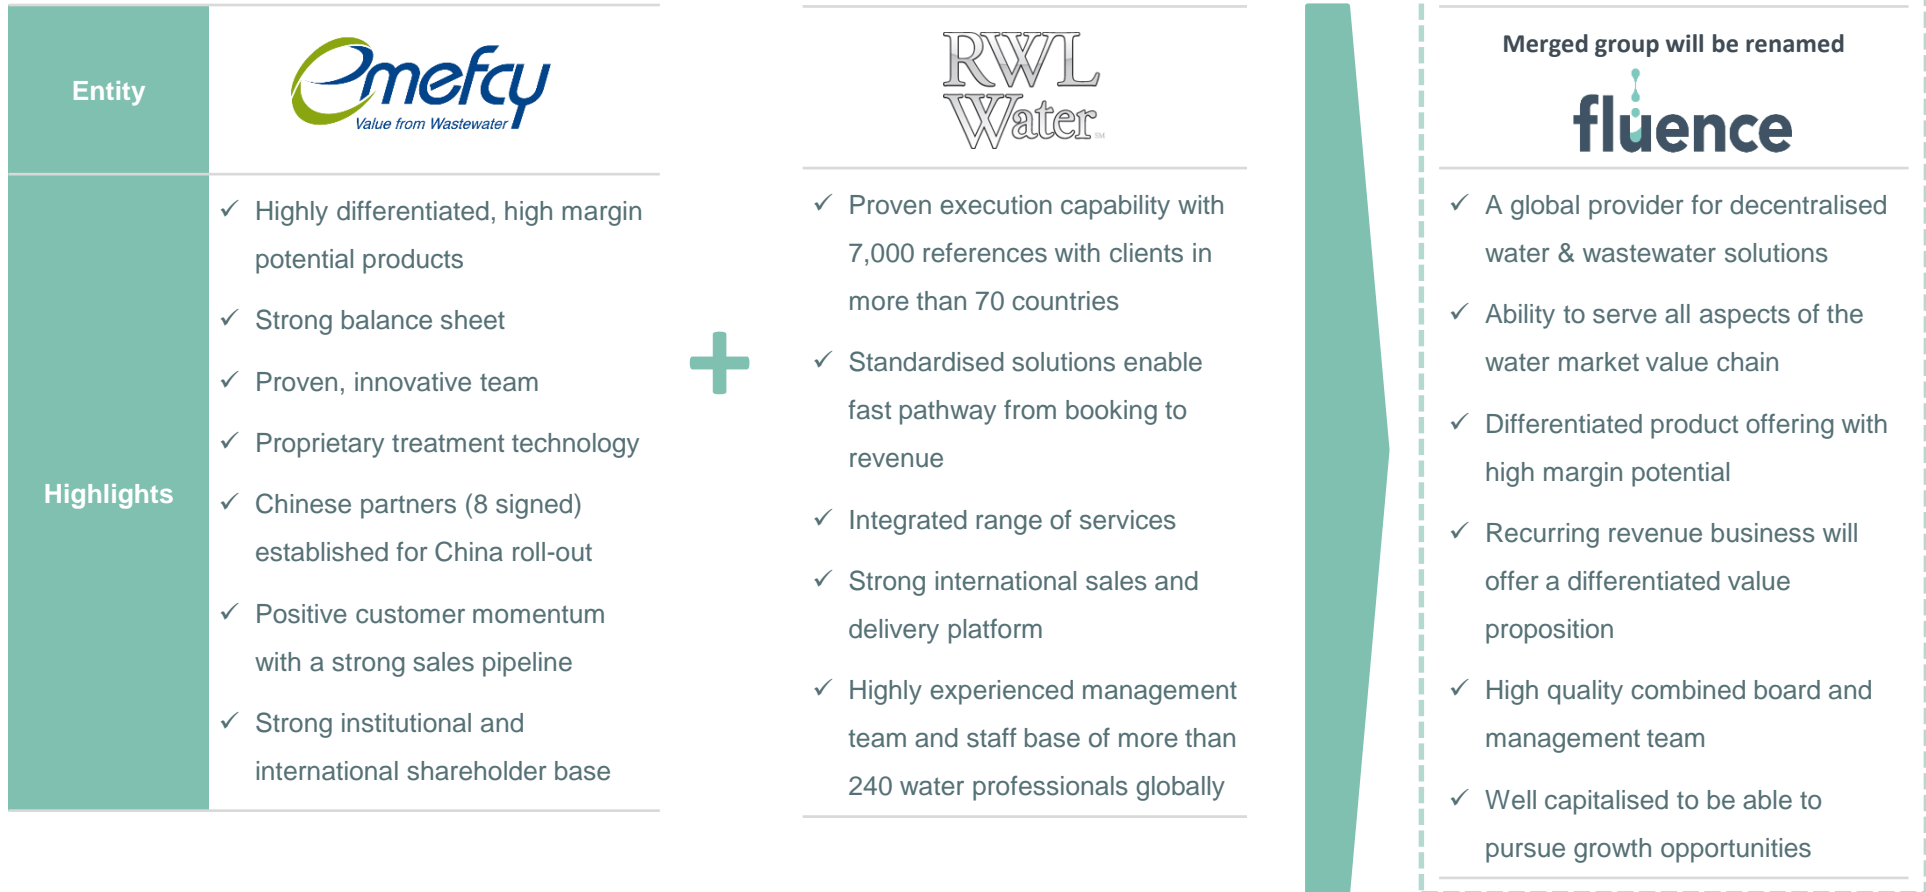 Entity
emefcy
Value from Wastewater
RWL
Water
SM
Merged group will be renamed
fluence
Highlights
✓ Highly differentiated, high margin
potential products
✓ Strong balance sheet
✓ Proven, innovative team
✓ Proprietary treatment technology
✓ Chinese partners (8 signed)
established for China roll-out
✓ Positive customer momentum
with a strong sales pipeline
✓ Strong institutional and
international shareholder base
+
✓ Proven execution capability with
7,000 references with clients in
more than 70 countries
✓ Standardised solutions enable
fast pathway from booking to
revenue
✓ Integrated range of services
✓ Strong international sales and
delivery platform
✓ Highly experienced management
team and staff base of more than
240 water professionals globally
✓ A global provider for decentralised
water & wastewater solutions
✓ Ability to serve all aspects of the
water market value chain
✓ Differentiated product offering with
high margin potential
✓ Recurring revenue business will
offer a differentiated value
proposition
✓ High quality combined board and
management team
✓ Well capitalised to be able to
pursue growth opportunities